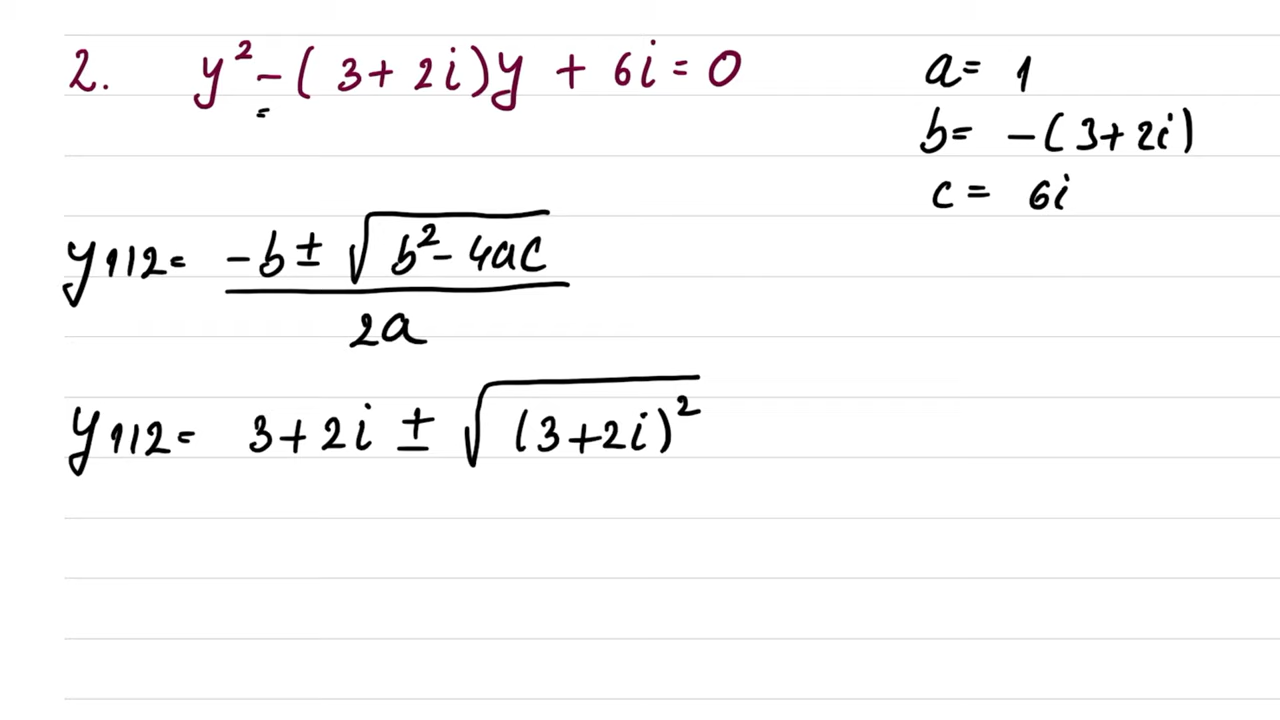 2. y² - (3 + 2i)y + 6i = 0
=
a = 1
b = -(3 + 2i)
c = 6i
y1/2 = (-b ± √(b² - 4ac)) / 2a
y1/2 = 3 + 2i ± √((3 + 2i)²)